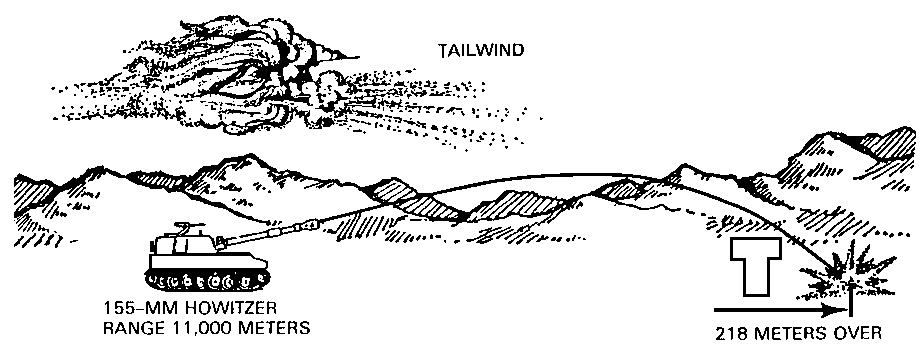 TAILWIND
T
155-MM HOWITZER
RANGE 11,000 METERS
218 METERS OVER